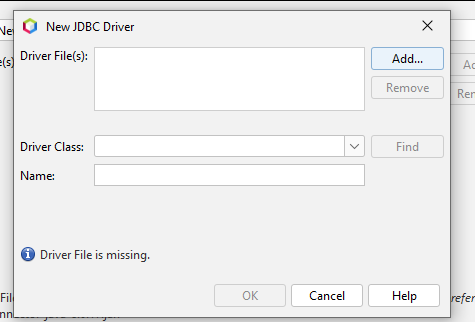 New JDBC Driver
Driver File(s):
Add...
Remove
Driver Class:
Find
Name:
Driver File is missing.
OK
Cancel
Help